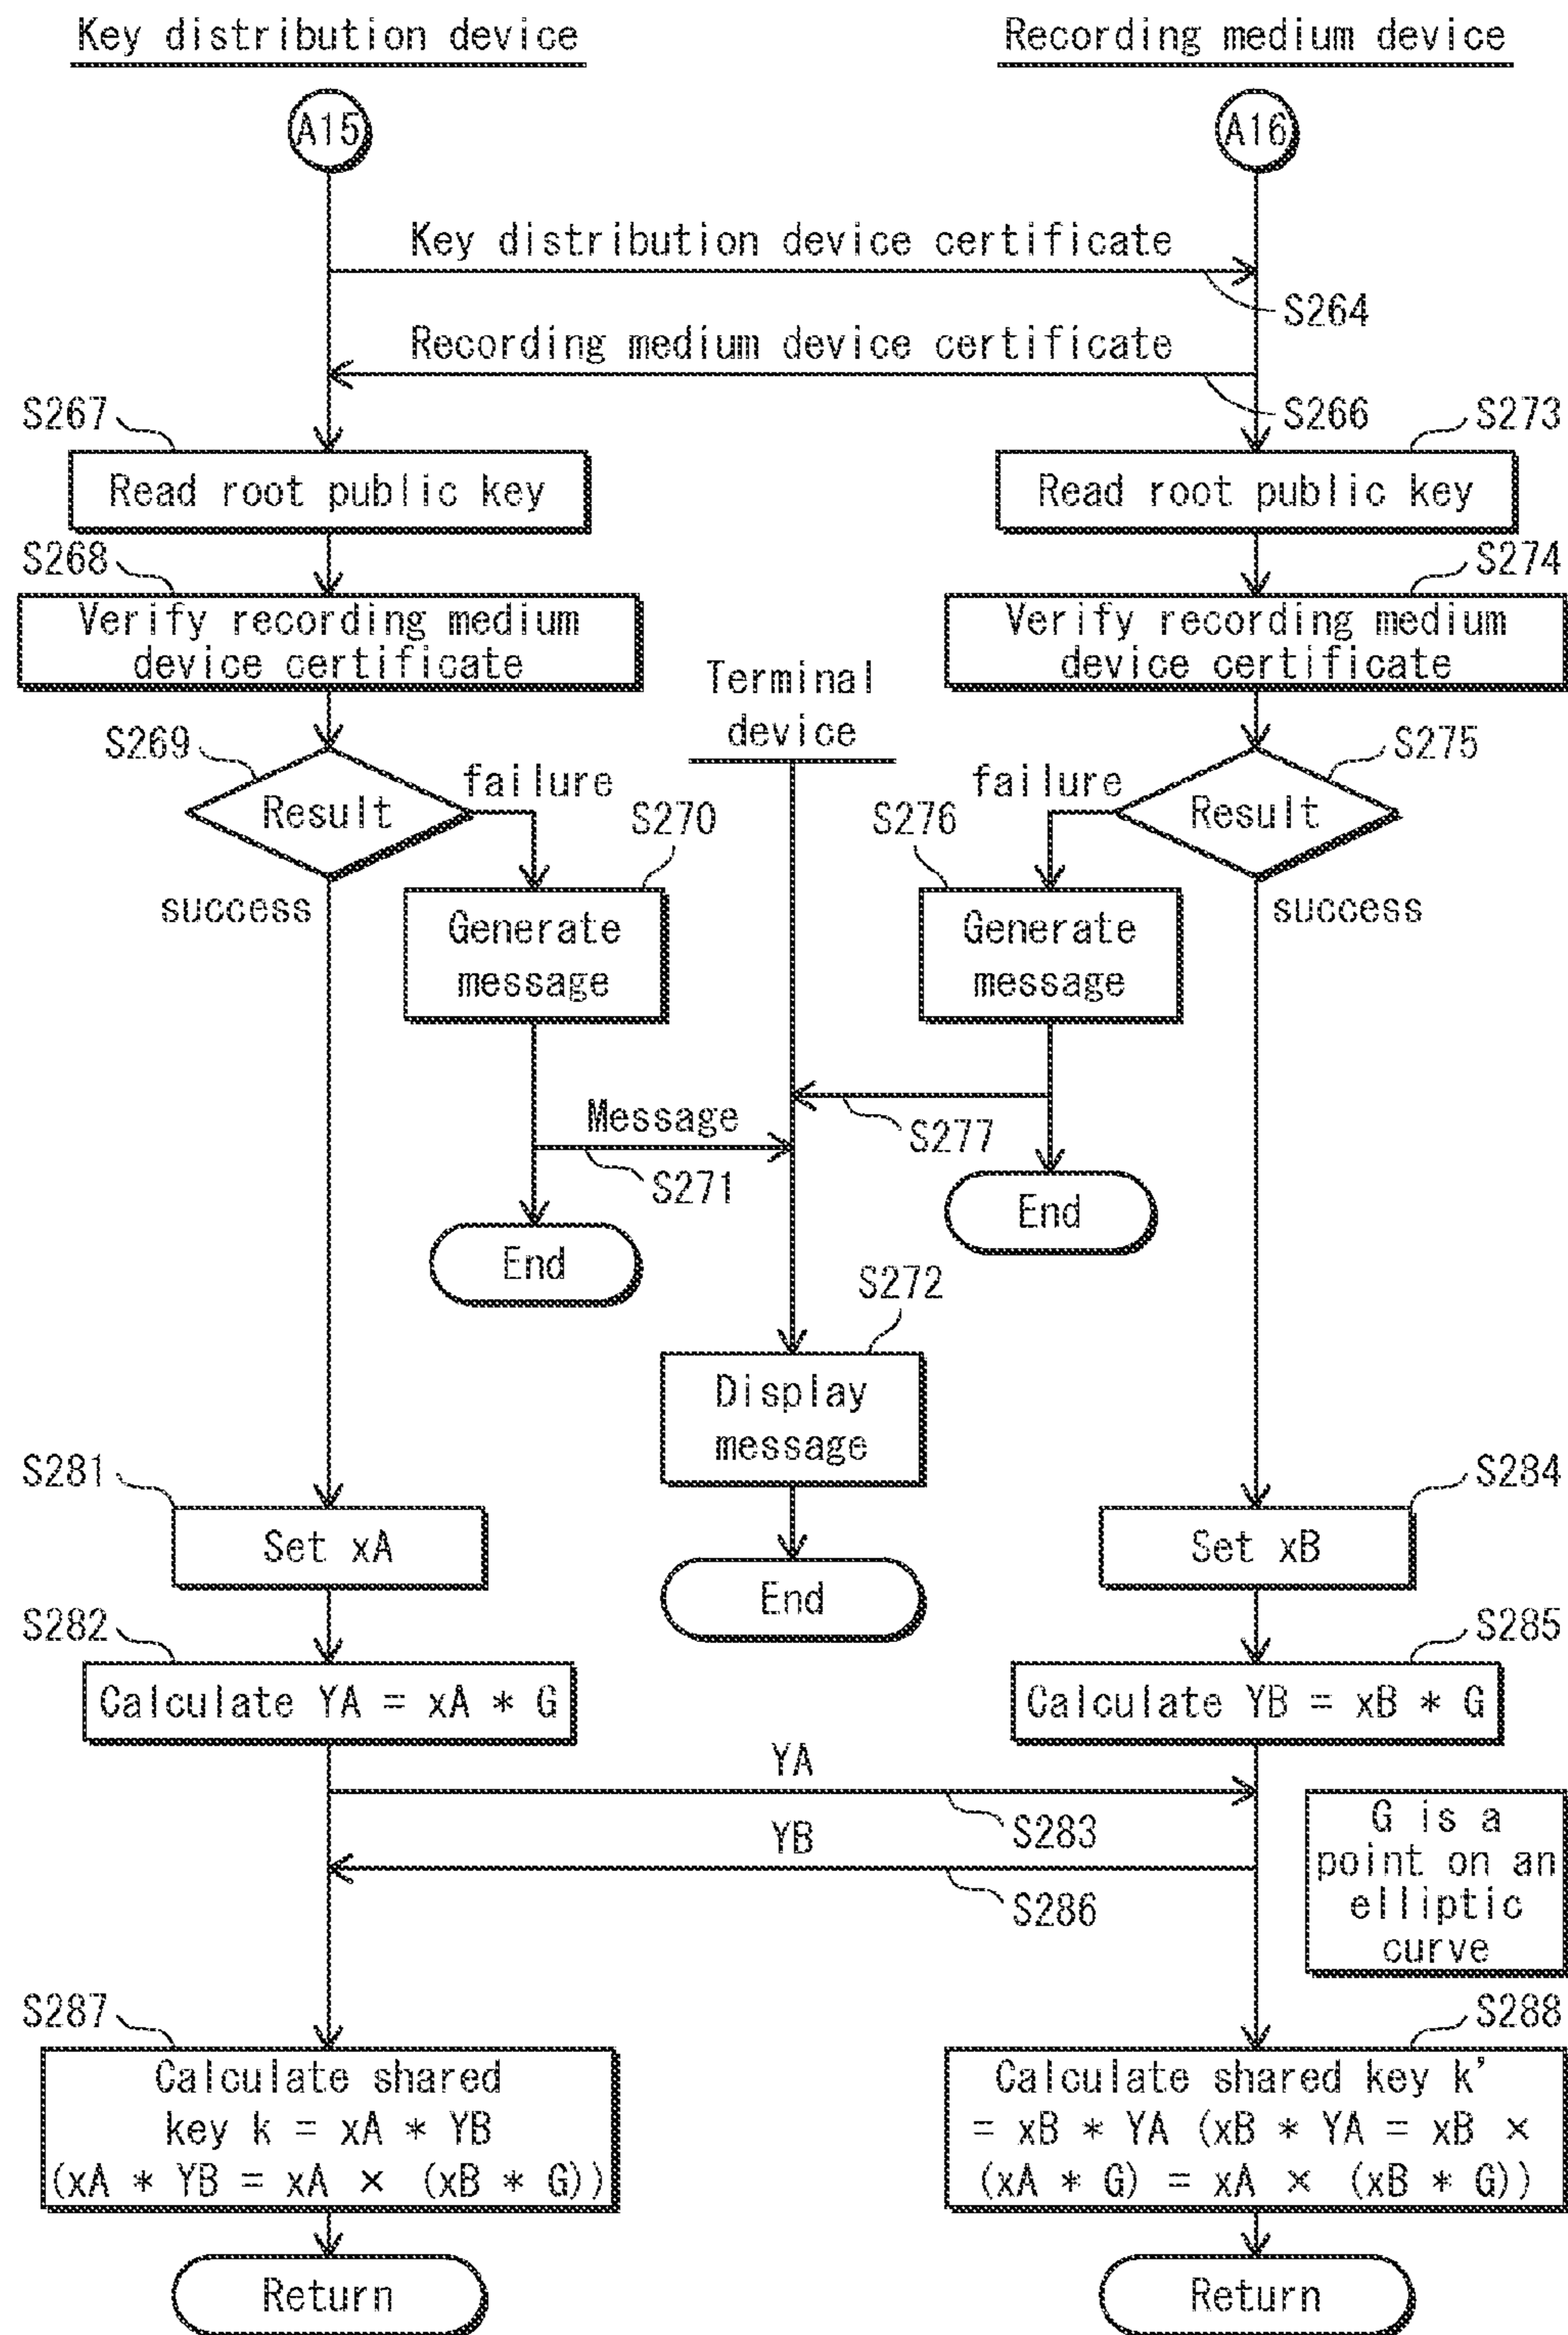 Key distribution device
Recording medium device
A15
A16
Key distribution device certificate
S264
Recording medium device certificate
S266
S267
S273
Read root public key
Read root public key
S268
S274
Verify recording medium
device certificate
Verify recording medium
device certificate
Terminal
device
S269
S275
Result
failure
failure
Result
S270
S276
success
success
Generate
message
Generate
message
Message
S277
S271
End
End
S272
Display
message
S281
S284
Set xA
Set xB
End
S282
S285
Calculate YA = xA * G
Calculate YB = xB * G
YA
S283
YB
S286
G is a
point on an
elliptic
curve
S287
S288
Calculate shared
key k = xA * YB
(xA * YB = xA × (xB * G))
Calculate shared key k'
= xB * YA (xB * YA = xB ×
(xA * G) = xA × (xB * G))
Return
Return